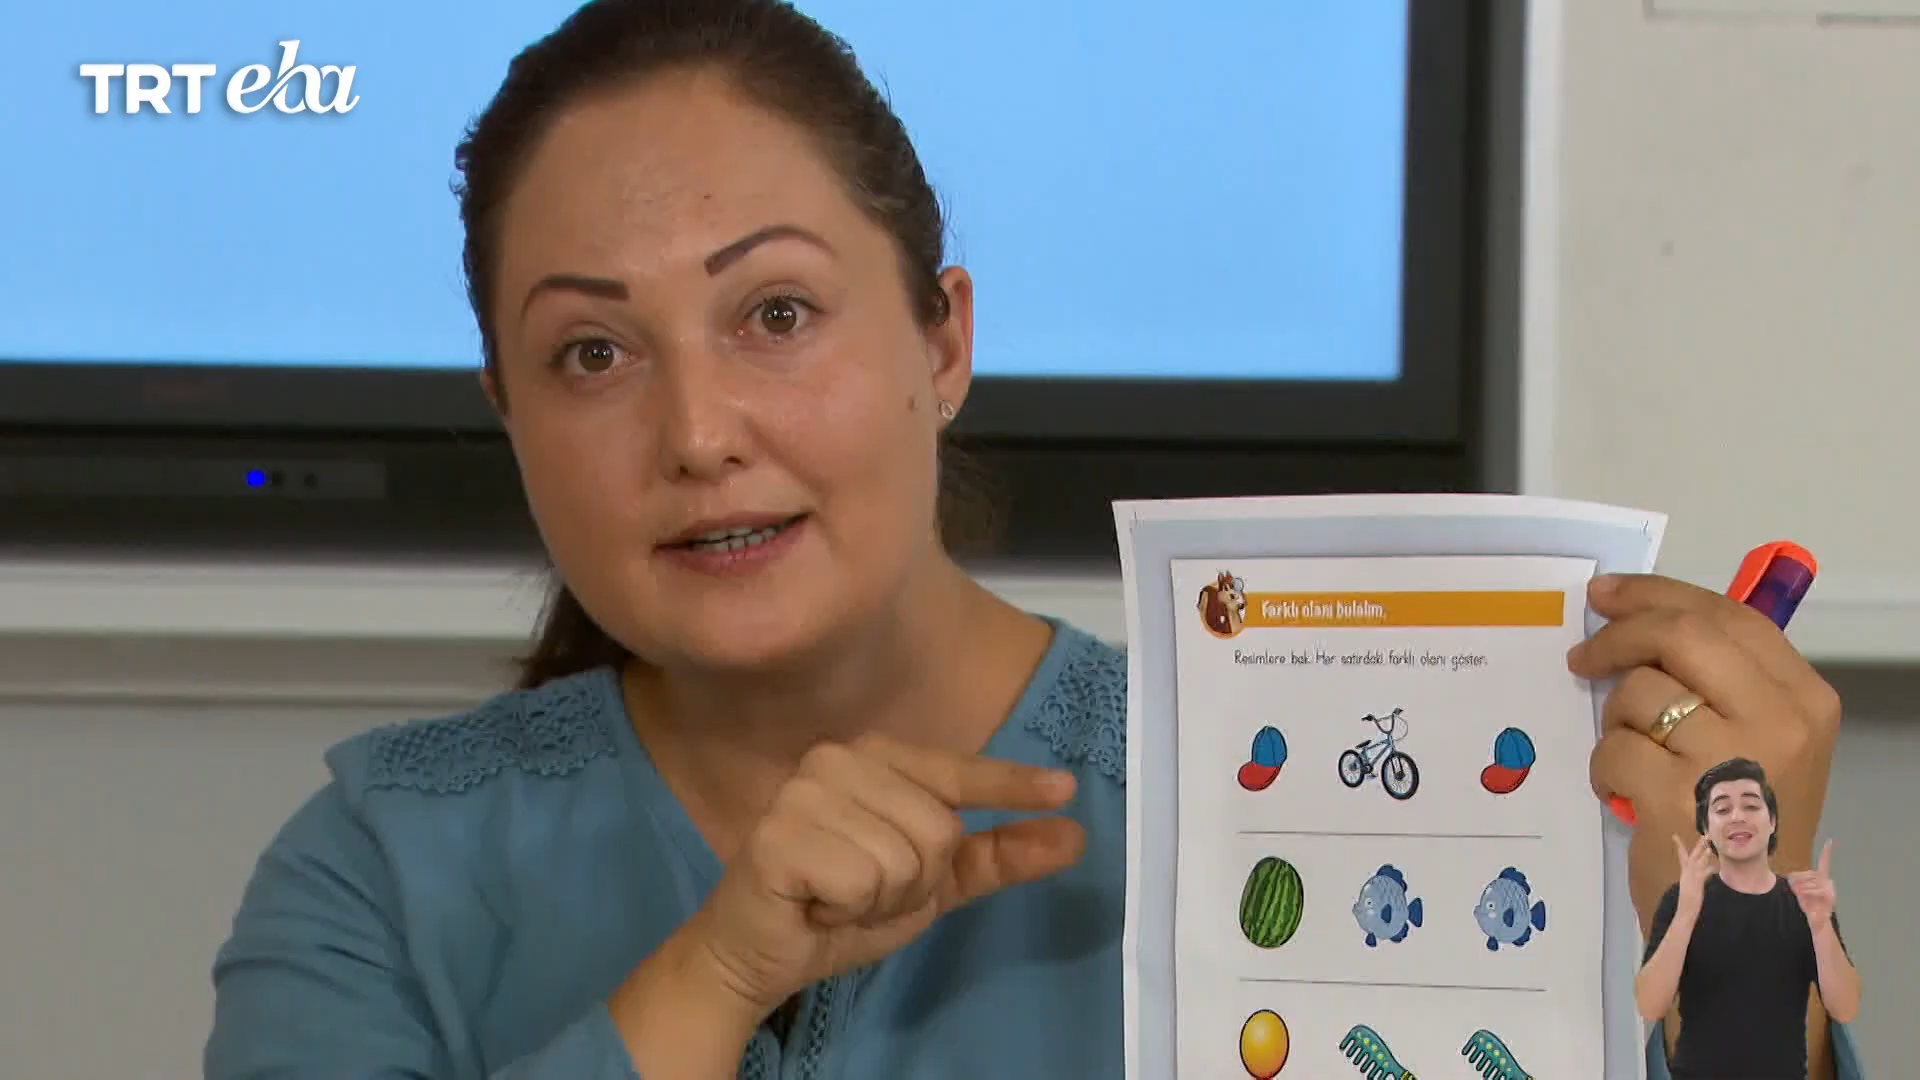 TRT eba
Farklı olanı bulalım.
Resimlere bak. Her satırdaki farklı olanı göster.